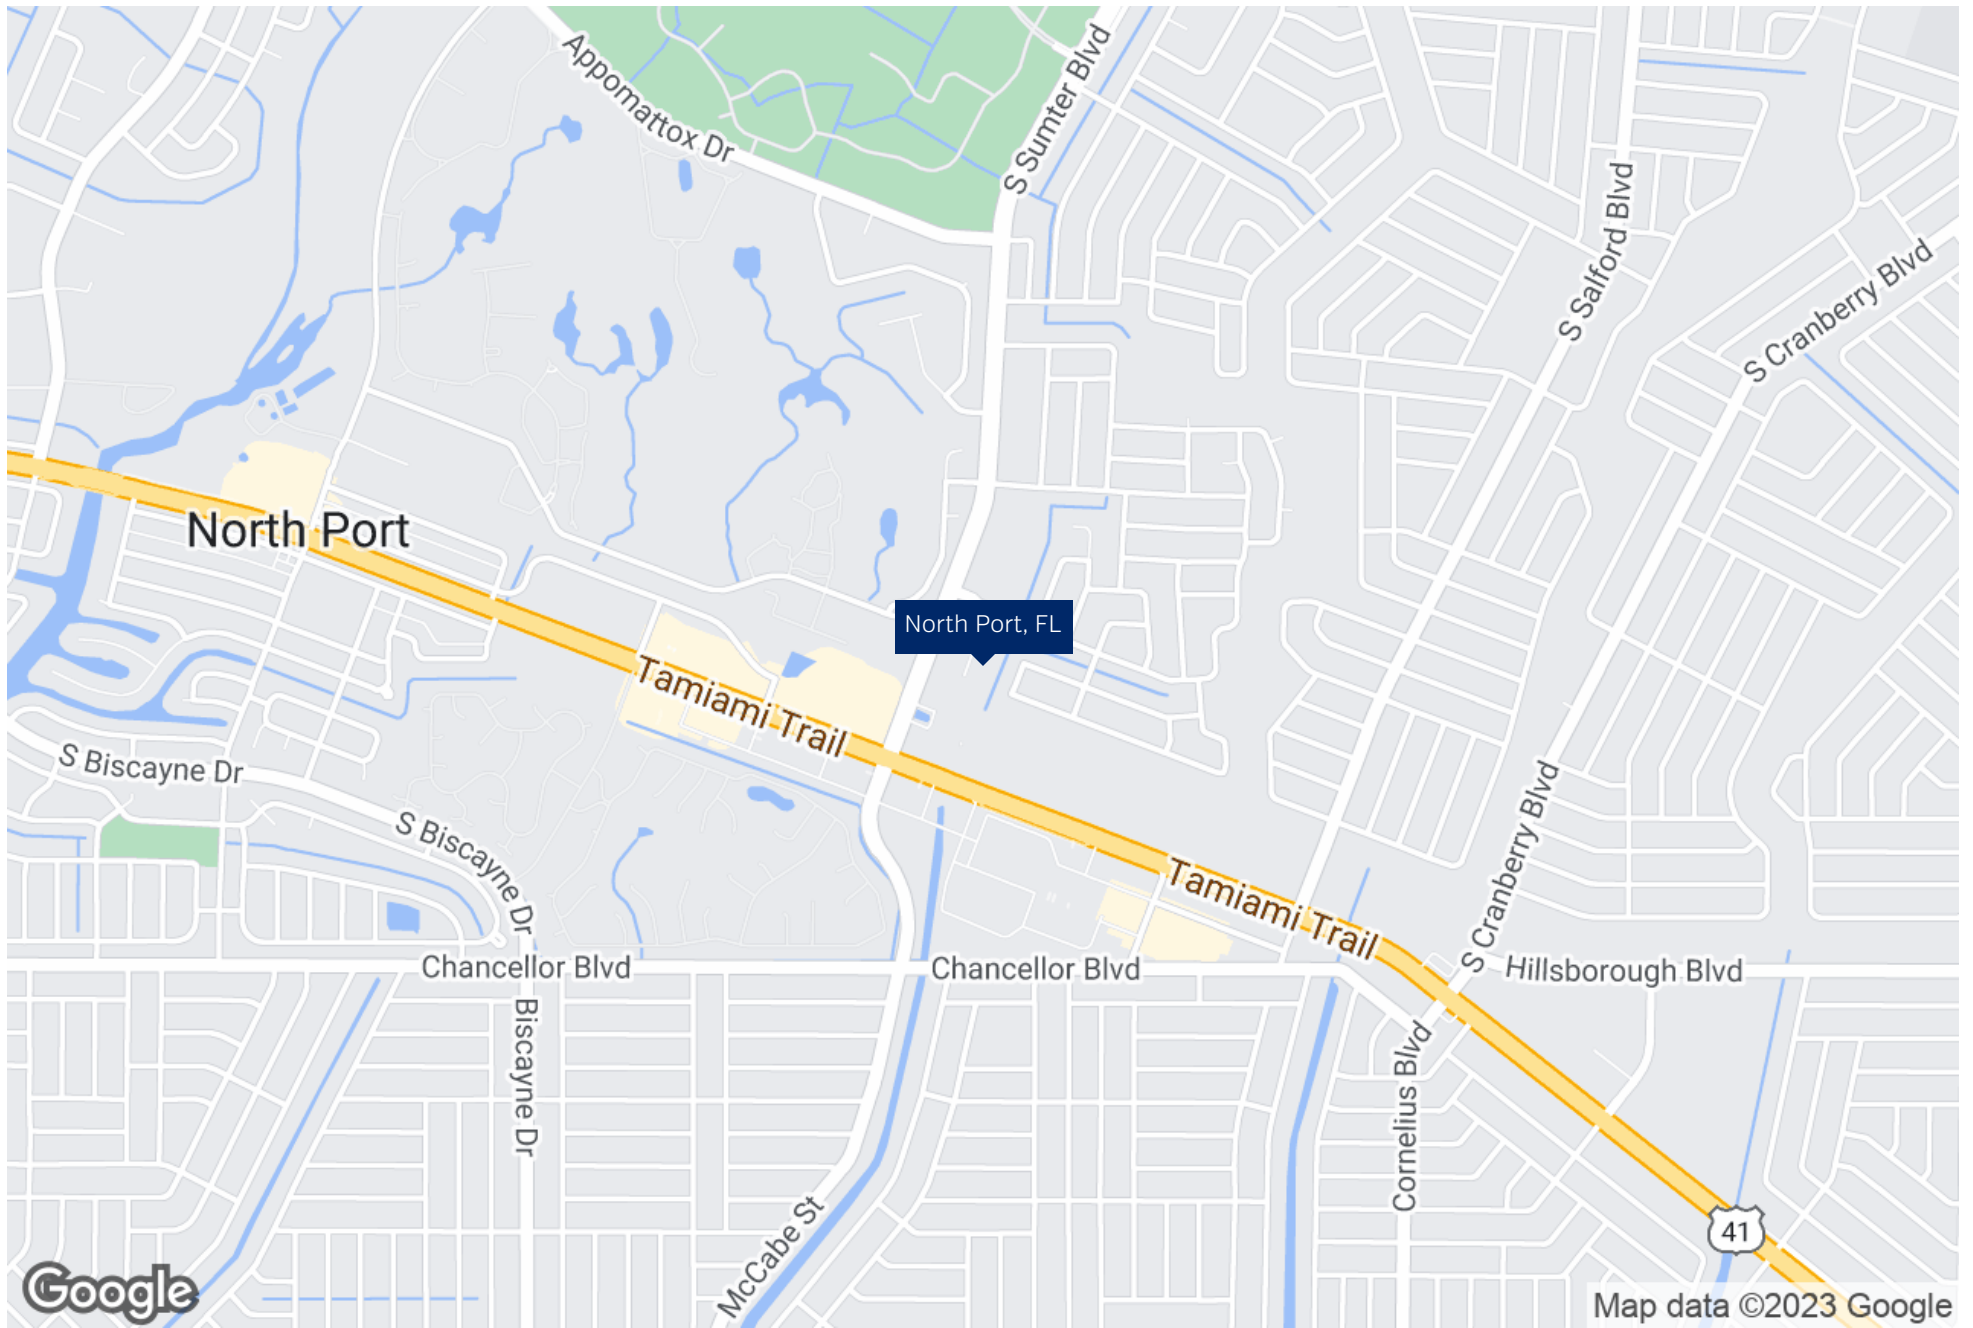 Appomattox Dr
S Sumter Blvd
S Salford Blvd
S Cranberry Blvd
North Port
North Port, FL
Tamiami Trail
S Biscayne Dr
S Biscayne Dr
S Cranberry Blvd
Tamiami Trail
Chancellor Blvd
Chancellor Blvd
Hillsborough Blvd
Biscayne Dr
Cornelius Blvd
McCabe St
41
Google
Map data ©2023 Google